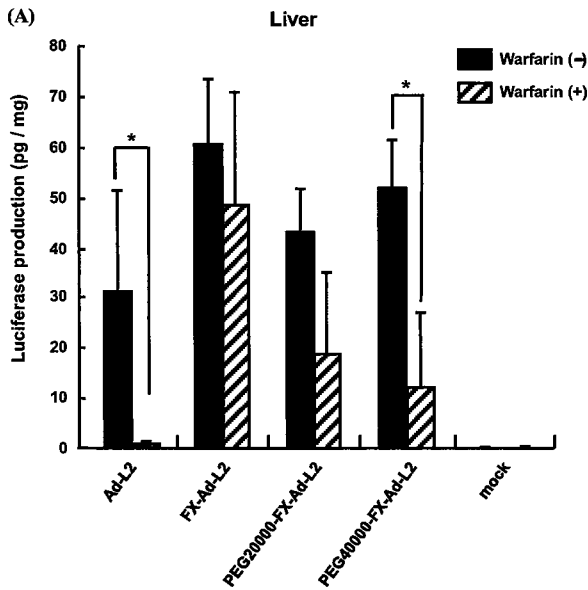 (A)
Liver
Warfarin (–)
Warfarin (+)
Luciferase production (pg / mg)
80
70
60
50
40
30
20
10
0
*
*
Ad-L2
FX-Ad-L2
PEG20000-FX-Ad-L2
PEG40000-FX-Ad-L2
mock